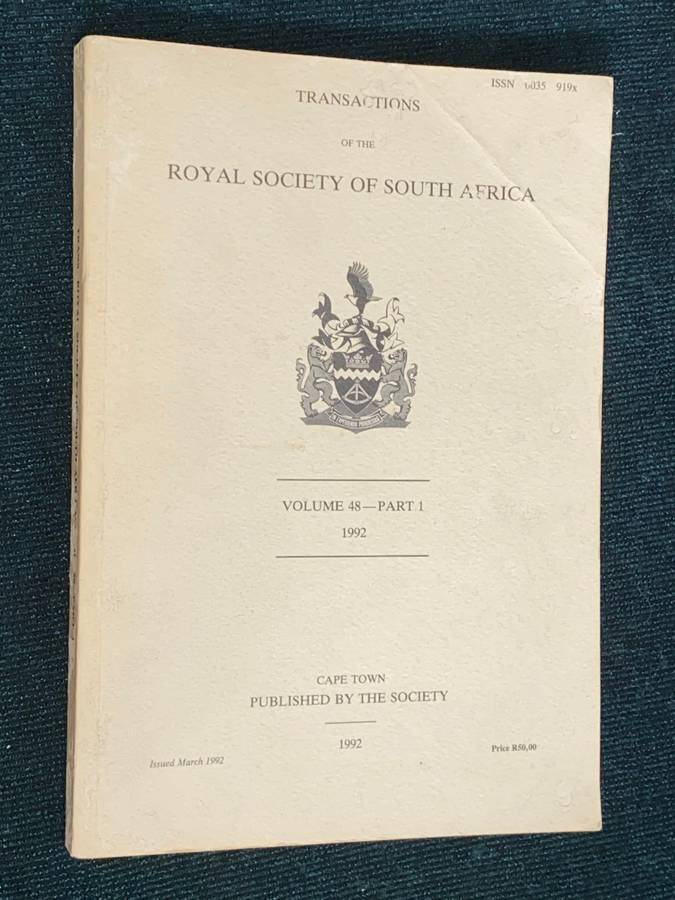 ISSN 0035 919x
TRANSACTIONS
OF THE
ROYAL SOCIETY OF SOUTH AFRICA
VOLUME 48—PART 1
1992
CAPE TOWN
PUBLISHED BY THE SOCIETY
1992
Issued March 1992
Price R50,00